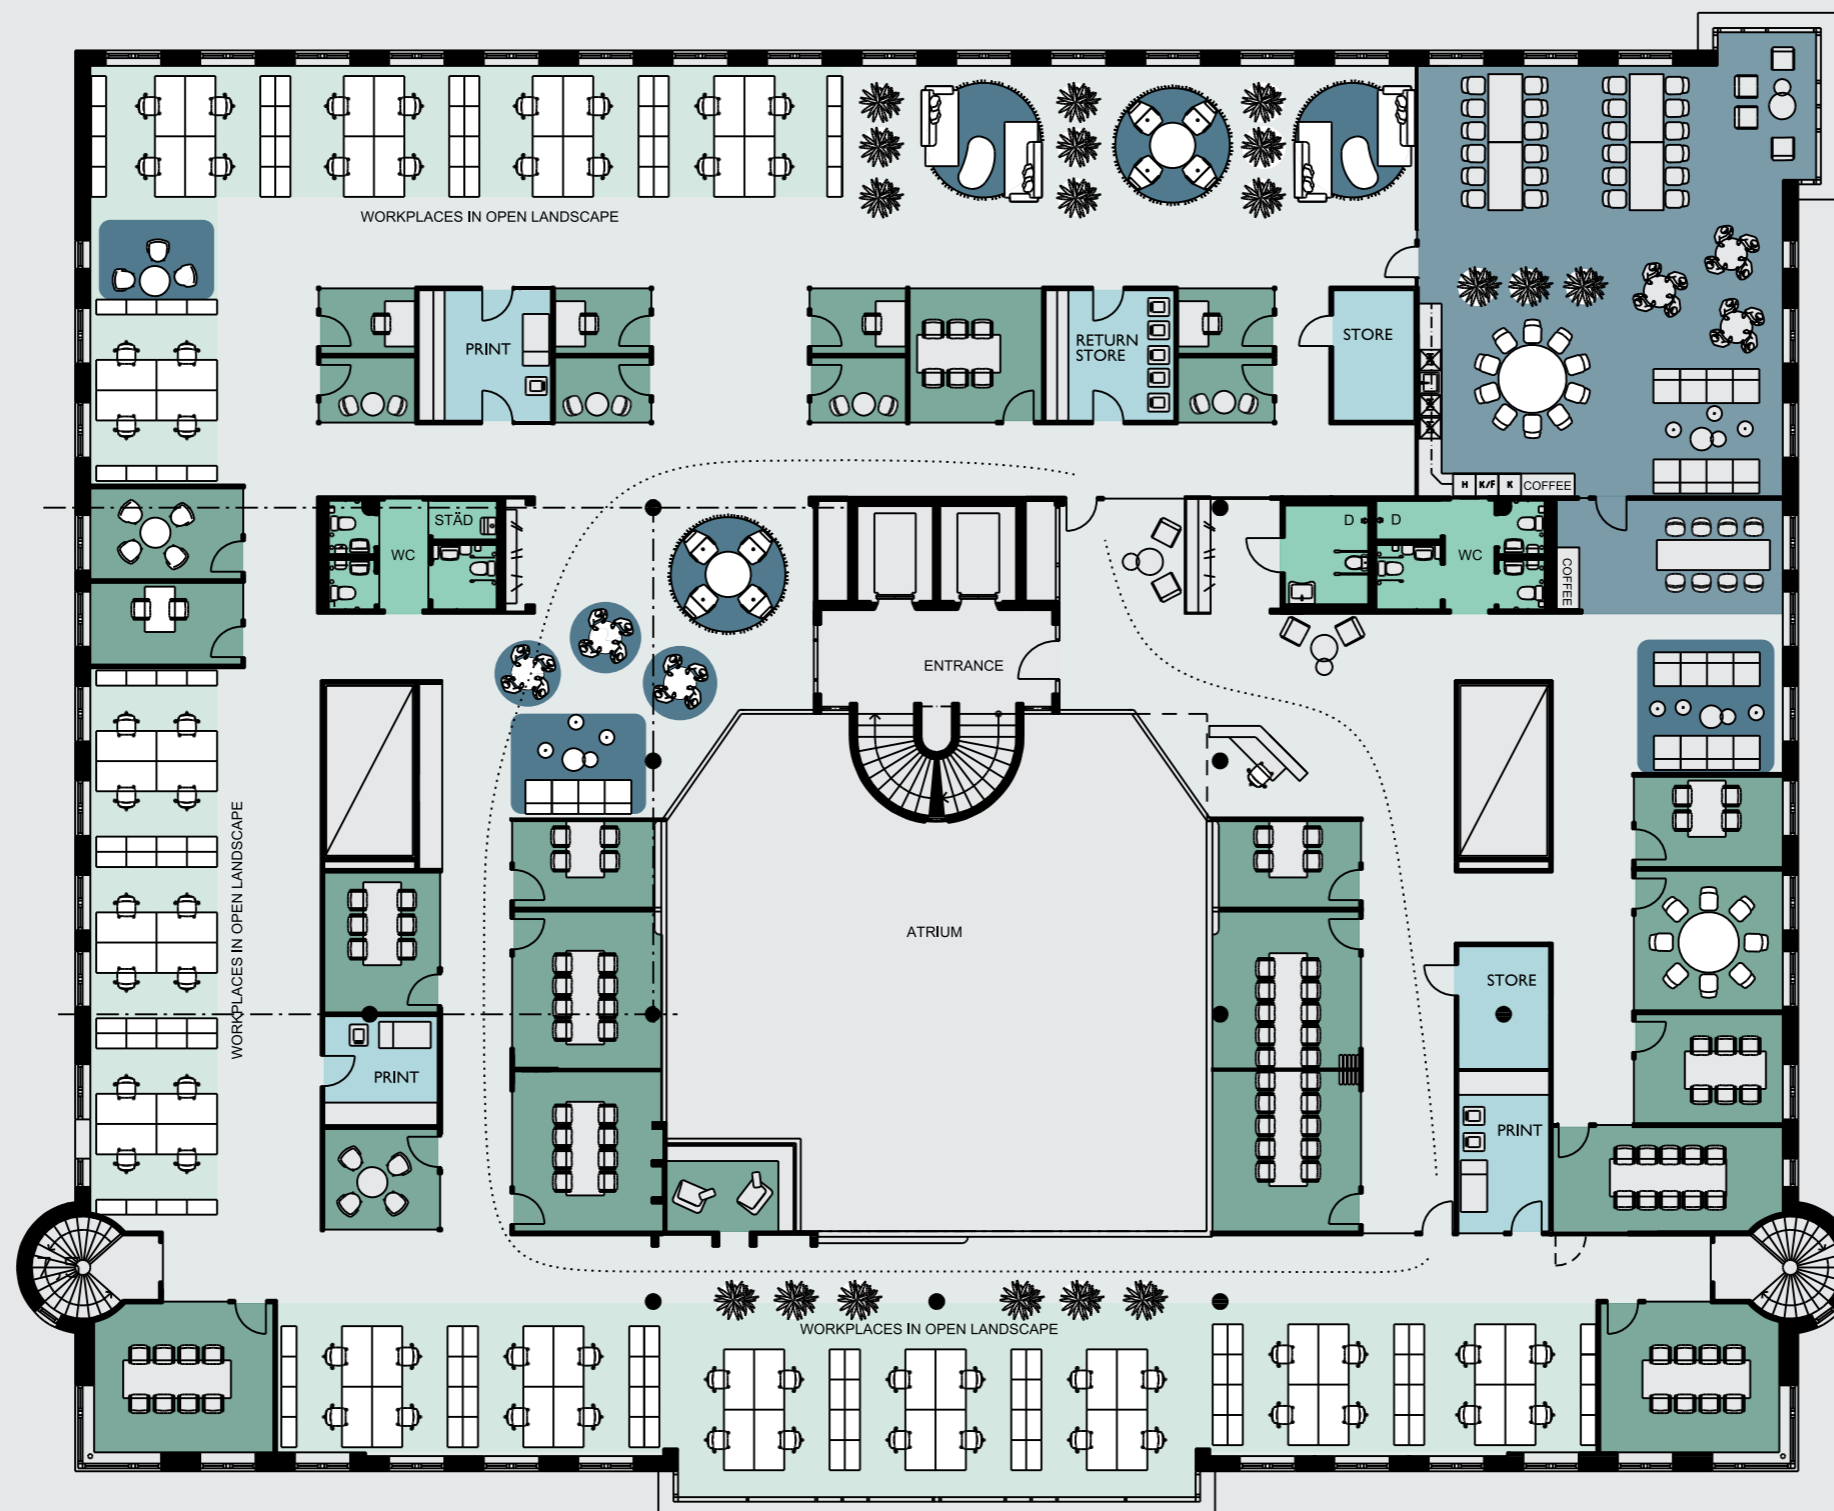 WORKPLACES IN OPEN LANDSCAPE
PRINT
RETURN
STORE
STORE
H
K/F
K
COFFEE
STÄD
WC
D
D
WC
COFFEE
ENTRANCE
WORKPLACES IN OPEN LANDSCAPE
ATRIUM
STORE
PRINT
PRINT
WORKPLACES IN OPEN LANDSCAPE